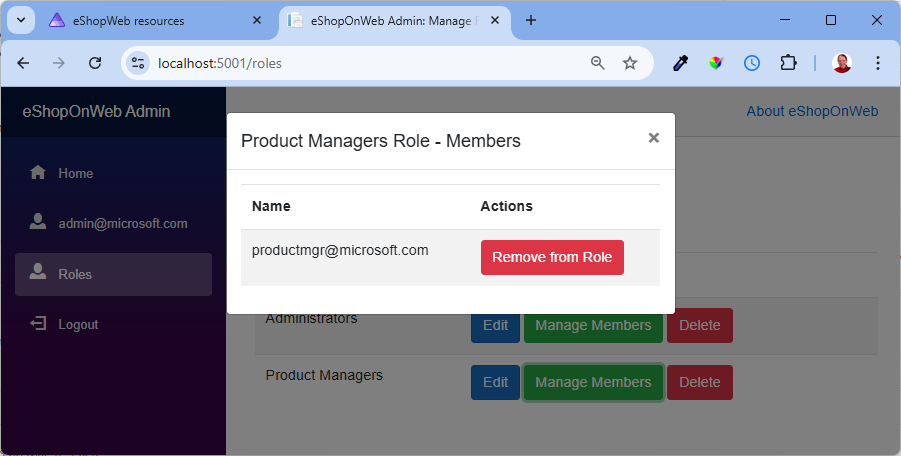 eShopWeb resources
eShopOnWeb Admin: Manage
localhost:5001/roles
eShopOnWeb Admin
About eShopOnWeb
Home
admin@microsoft.com
Roles
Logout
Product Managers Role - Members
×
Name Actions
productmgr@microsoft.com Remove from Role
Administrators Edit Manage Members Delete
Product Managers Edit Manage Members Delete